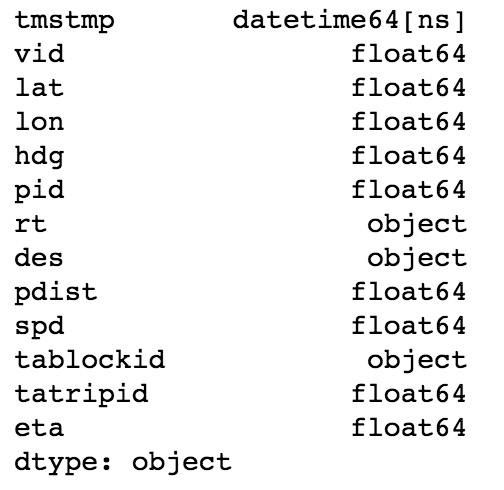 tmstmp datetime64[ns]
vid float64
lat float64
lon float64
hdg float64
pid float64
rt object
des object
pdist float64
spd float64
tablockid object
tatripid float64
eta float64
dtype: object